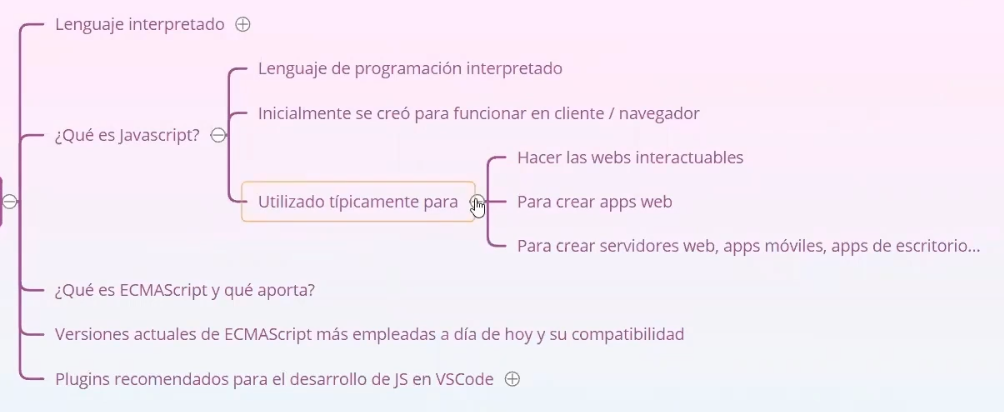 Lenguaje interpretado
Lenguaje de programación interpretado
Inicialmente se creó para funcionar en cliente / navegador
¿Qué es Javascript?
Hacer las webs interactuables
Utilizado típicamente para
Para crear apps web
Para crear servidores web, apps móviles, apps de escritorio...
¿Qué es ECMAScript y qué aporta?
Versiones actuales de ECMAScript más empleadas a día de hoy y su compatibilidad
Plugins recomendados para el desarrollo de JS en VSCode